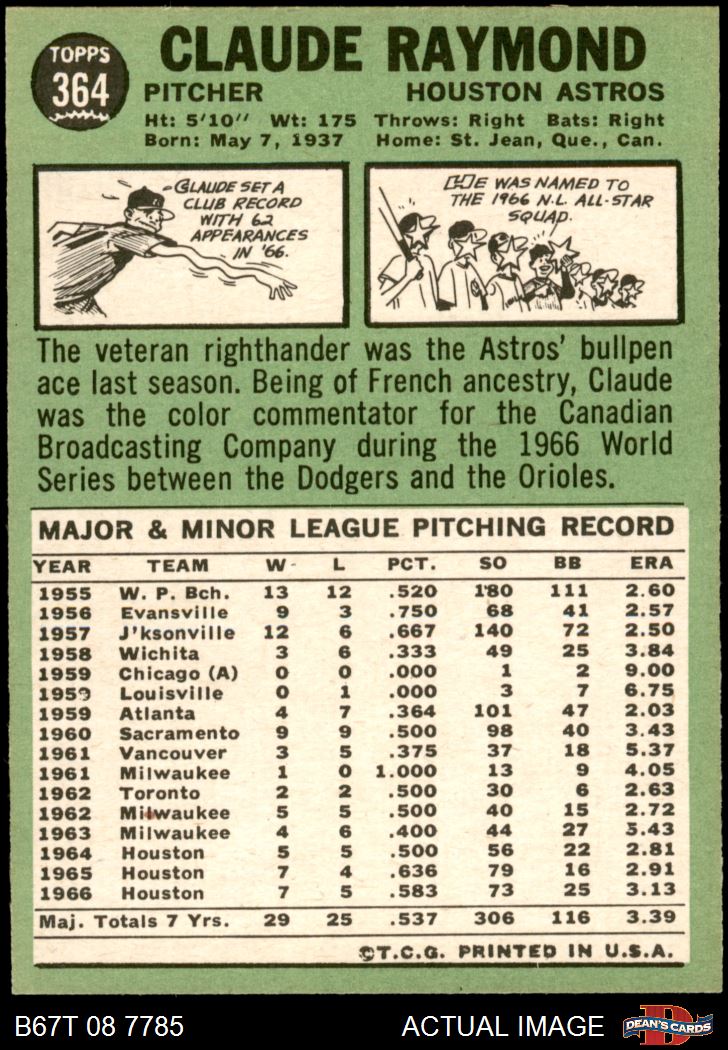 TOPPS
364
CLAUDE RAYMOND
PITCHER HOUSTON ASTROS
Ht: 5'10" Wt: 175 Throws: Right Bats: Right
Born: May 7, 1937 Home: St. Jean, Que., Can.
CLAUDE SET A
CLUB RECORD
WITH 62
APPEARANCES
IN '66.
HE WAS NAMED TO
THE 1966 N.L. ALL-STAR
SQUAD.
The veteran righthander was the Astros' bullpen
ace last season. Being of French ancestry, Claude
was the color commentator for the Canadian
Broadcasting Company during the 1966 World
Series between the Dodgers and the Orioles.
MAJOR & MINOR LEAGUE PITCHING RECORD
YEAR TEAM W L PCT. SO BB ERA
1955 W. P. Bch. 13 12 .520 180 111 2.60
1956 Evansville 9 3 .750 68 41 2.57
1957 J'ksonville 12 6 .667 140 72 2.50
1958 Wichita 3 6 .333 49 25 3.84
1959 Chicago (A) 0 0 .000 1 2 9.00
1959 Louisville 0 1 .000 3 7 6.75
1959 Atlanta 4 7 .364 101 47 2.03
1960 Sacramento 9 9 .500 98 40 3.43
1961 Vancouver 3 5 .375 37 18 5.37
1961 Milwaukee 1 0 1.000 13 9 4.05
1962 Toronto 2 2 .500 30 6 2.63
1962 Milwaukee 5 5 .500 40 15 2.72
1963 Milwaukee 4 6 .400 44 27 5.43
1964 Houston 5 5 .500 56 22 2.81
1965 Houston 7 4 .636 79 16 2.91
1966 Houston 7 5 .583 73 25 3.13
Maj. Totals 7 Yrs. 29 25 .537 306 116 3.39
©T.C.G. PRINTED IN U.S.A.
B67T 08 7785 ACTUAL IMAGE
D
DEAN'S CARDS